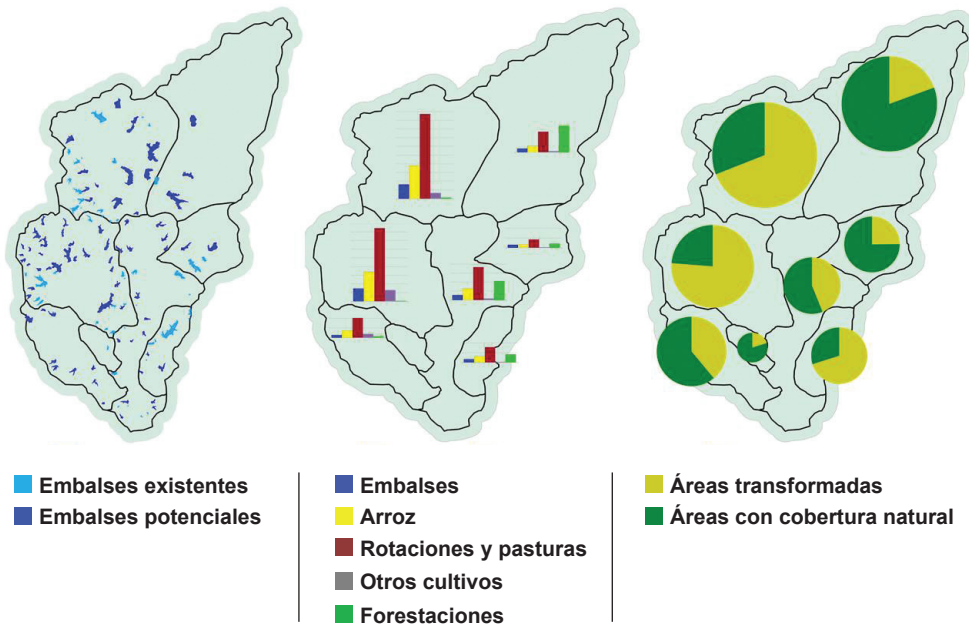 Embalses existentes
Embalses potenciales
Embalses
Arroz
Rotaciones y pasturas
Otros cultivos
Forestaciones
Áreas transformadas
Áreas con cobertura natural